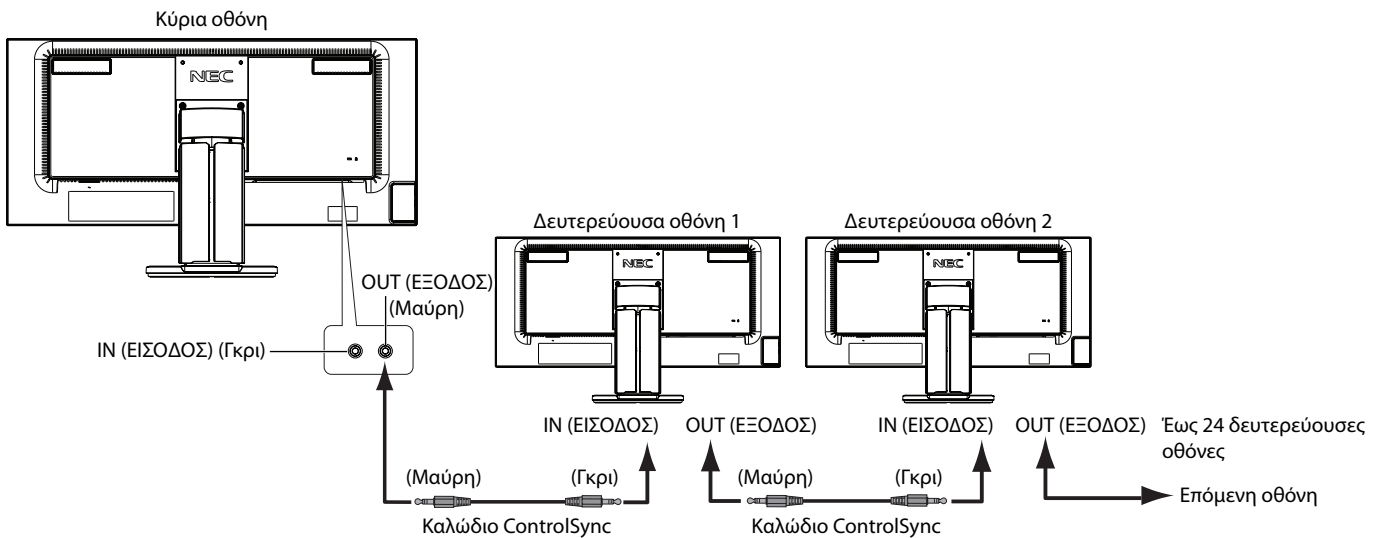 Κύρια οθόνη
NEC
Δευτερεύουσα οθόνη 1
Δευτερεύουσα οθόνη 2
NEC
NEC
OUT (ΕΞΟΔΟΣ)
(Μαύρη)
IN (ΕΙΣΟΔΟΣ) (Γκρι)
IN (ΕΙΣΟΔΟΣ)
OUT (ΕΞΟΔΟΣ)
IN (ΕΙΣΟΔΟΣ)
OUT (ΕΞΟΔΟΣ)
Έως 24 δευτερεύουσες
οθόνες
(Μαύρη)
(Γκρι)
(Μαύρη)
(Γκρι)
Επόμενη οθόνη
Καλώδιο ControlSync
Καλώδιο ControlSync